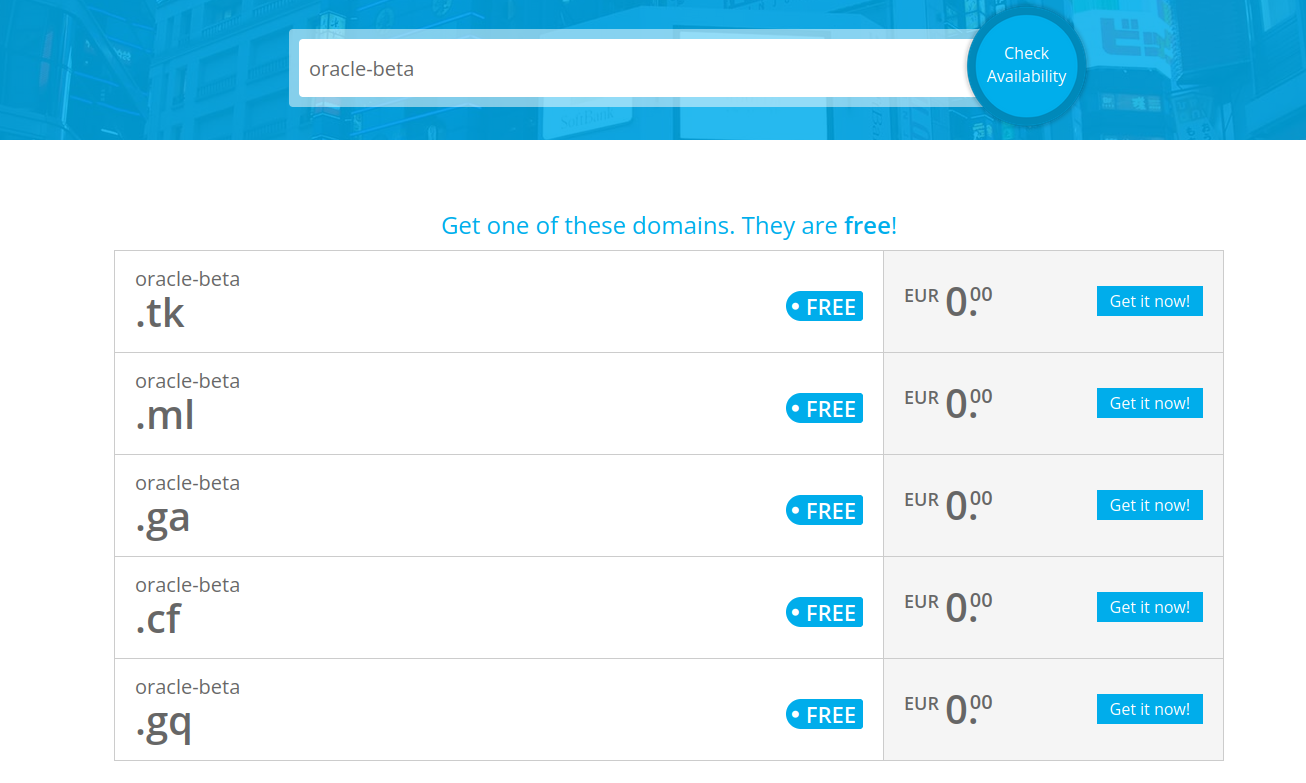 oracle-beta
Check
Availability
SoftBank
ビ
Get one of these domains. They are free!
oracle-beta
.tk
FREE
EUR 0.00
Get it now!
oracle-beta
.ml
FREE
EUR 0.00
Get it now!
oracle-beta
.ga
FREE
EUR 0.00
Get it now!
oracle-beta
.cf
FREE
EUR 0.00
Get it now!
oracle-beta
.gq
FREE
EUR 0.00
Get it now!